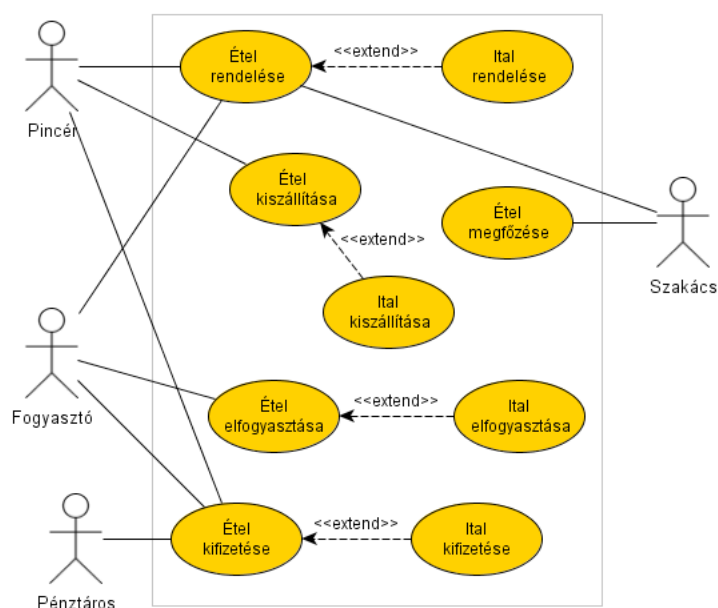 Étel
rendelése
<<extend>>
Ital
rendelése
Pincér
Étel
kiszállítása
<<extend>>
Ital
kiszállítása
Étel
megfőzése
Szakács
Fogyasztó
Étel
elfogyasztása
<<extend>>
Ital
elfogyasztása
Étel
kifizetése
<<extend>>
Ital
kifizetése
Pénztáros